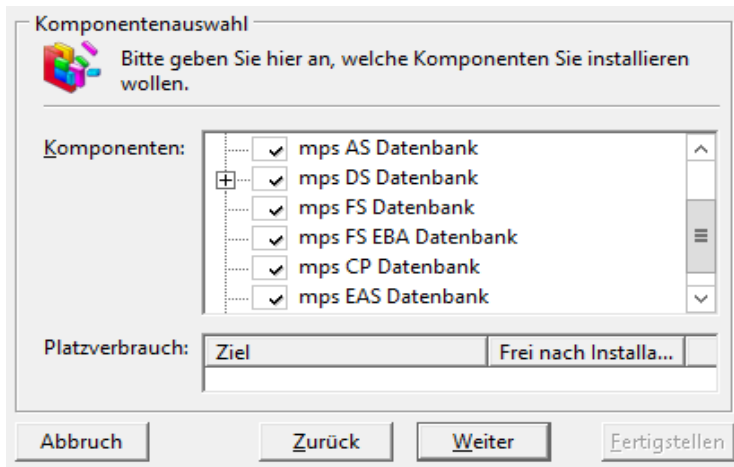 Komponentenauswahl
Bitte geben Sie hier an, welche Komponenten Sie installieren
wollen.
Komponenten:
mps AS Datenbank
mps DS Datenbank
mps FS Datenbank
mps FS EBA Datenbank
mps CP Datenbank
mps EAS Datenbank
Platzverbrauch:
Ziel
Frei nach Installa...
Abbruch
Zurück
Weiter
Fertigstellen